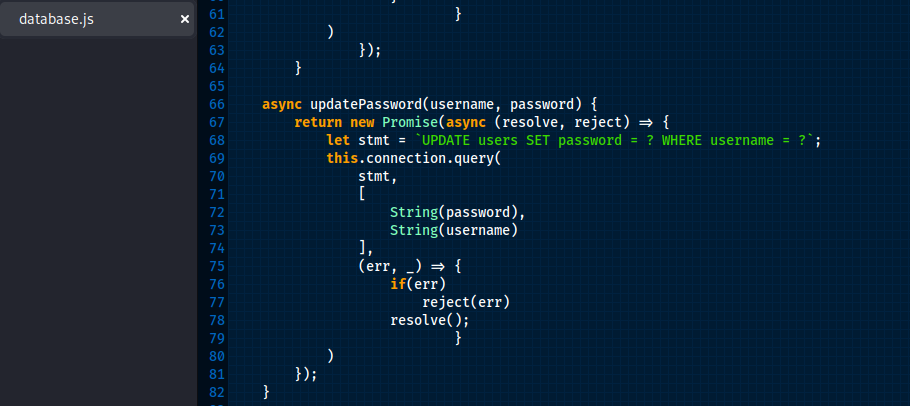 database.js ×
61 }
62 )
63 });
64 }
65
66 async updatePassword(username, password) {
67 return new Promise(async (resolve, reject) => {
68 let stmt = `UPDATE users SET password = ? WHERE username = ?`;
69 this.connection.query(
70 stmt,
71 [
72 String(password),
73 String(username)
74 ],
75 (err, _) => {
76 if(err)
77 reject(err)
78 resolve();
79 }
80 )
81 });
82 }